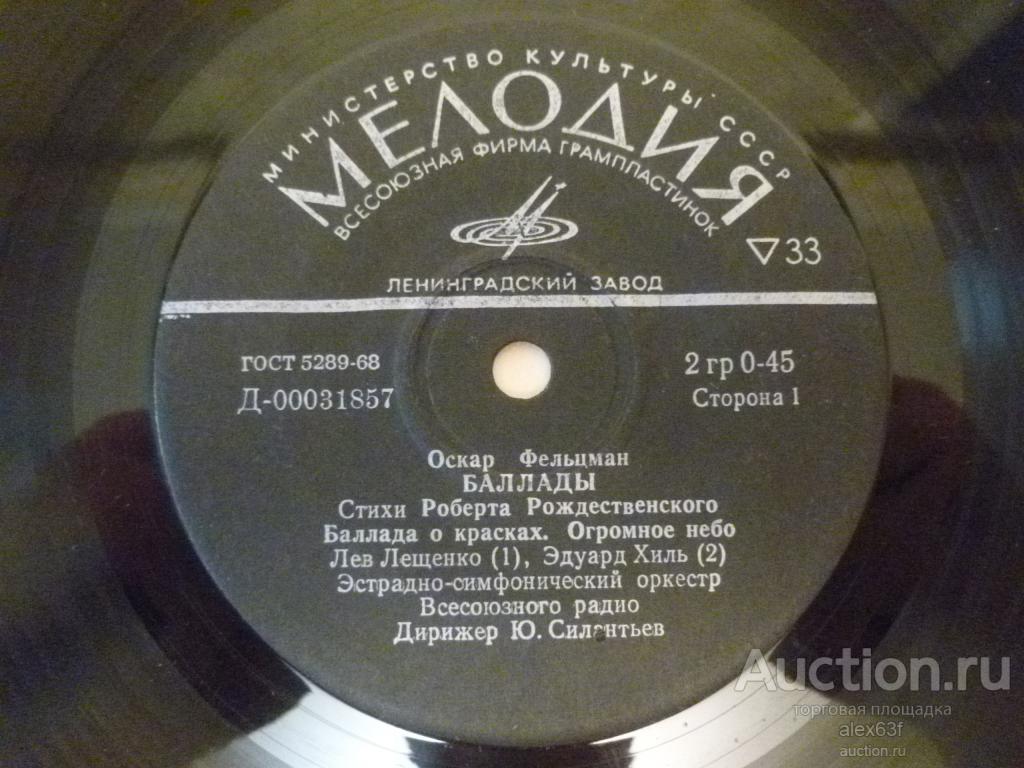 МИНИСТЕРСТВО КУЛЬТУРЫ СССР
МЕЛОДИЯ
ВСЕСОЮЗНАЯ ФИРМА ГРАМПЛАСТИНОК
▽33
ЛЕНИНГРАДСКИЙ ЗАВОД
ГОСТ 5289-68
2 гр 0-45
Д-00031857
Сторона 1
Оскар Фельцман
БАЛЛАДЫ
Стихи Роберта Рождественского
Баллада о красках. Огромное небо
Лев Лещенко (1), Эдуард Хиль (2)
Эстрадно-симфонический оркестр
Всесоюзного радио
Дирижер Ю. Силантьев
Auction.ru
торговая площадка
alex63f
auction.ru